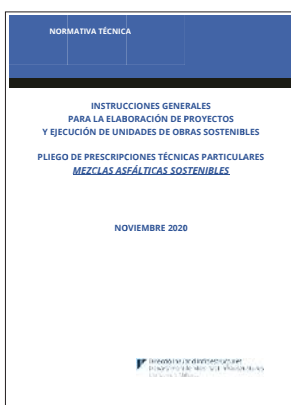 NORMATIVA TÉCNICA
INSTRUCCIONES GENERALES
PARA LA ELABORACIÓN DE PROYECTOS
Y EJECUCIÓN DE UNIDADES DE OBRAS SOSTENIBLES
PLIEGO DE PRESCRIPCIONES TÉCNICAS PARTICULARES
MEZCLAS ASFÁLTICAS SOSTENIBLES
NOVIEMBRE 2020